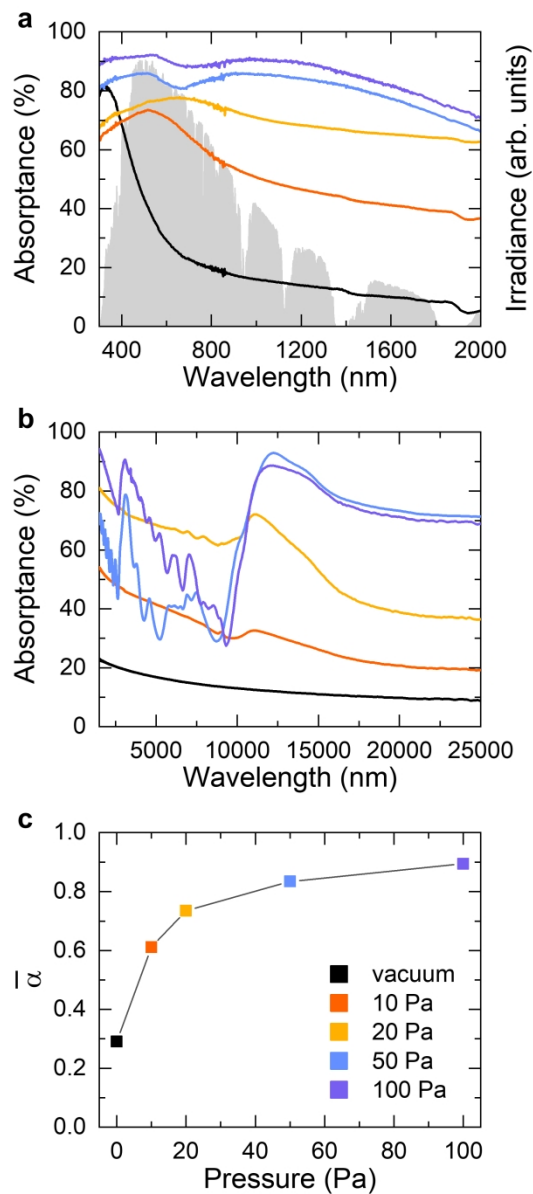 a
100
80
60
40
20
0
Absorptance (%)
Irradiance (arb. units)
400 800 1200 1600 2000
Wavelength (nm)
b
100
80
60
40
20
0
Absorptance (%)
5000 10000 15000 20000 25000
Wavelength (nm)
c
1.0
0.8
0.6
0.4
0.2
0.0
α̅
vacuum
10 Pa
20 Pa
50 Pa
100 Pa
0 20 40 60 80 100
Pressure (Pa)